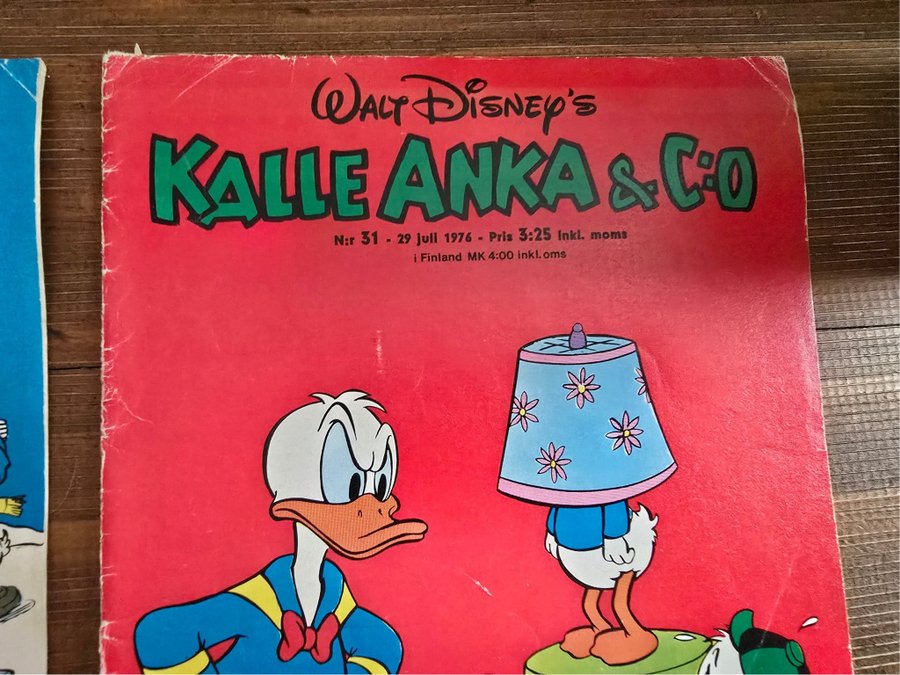 WALT DISNEY'S
KALLE ANKA & C:O
N:r 31 - 29 juli 1976 - Pris 3:25 inkl. moms
i Finland MK 4:00 inkl.oms